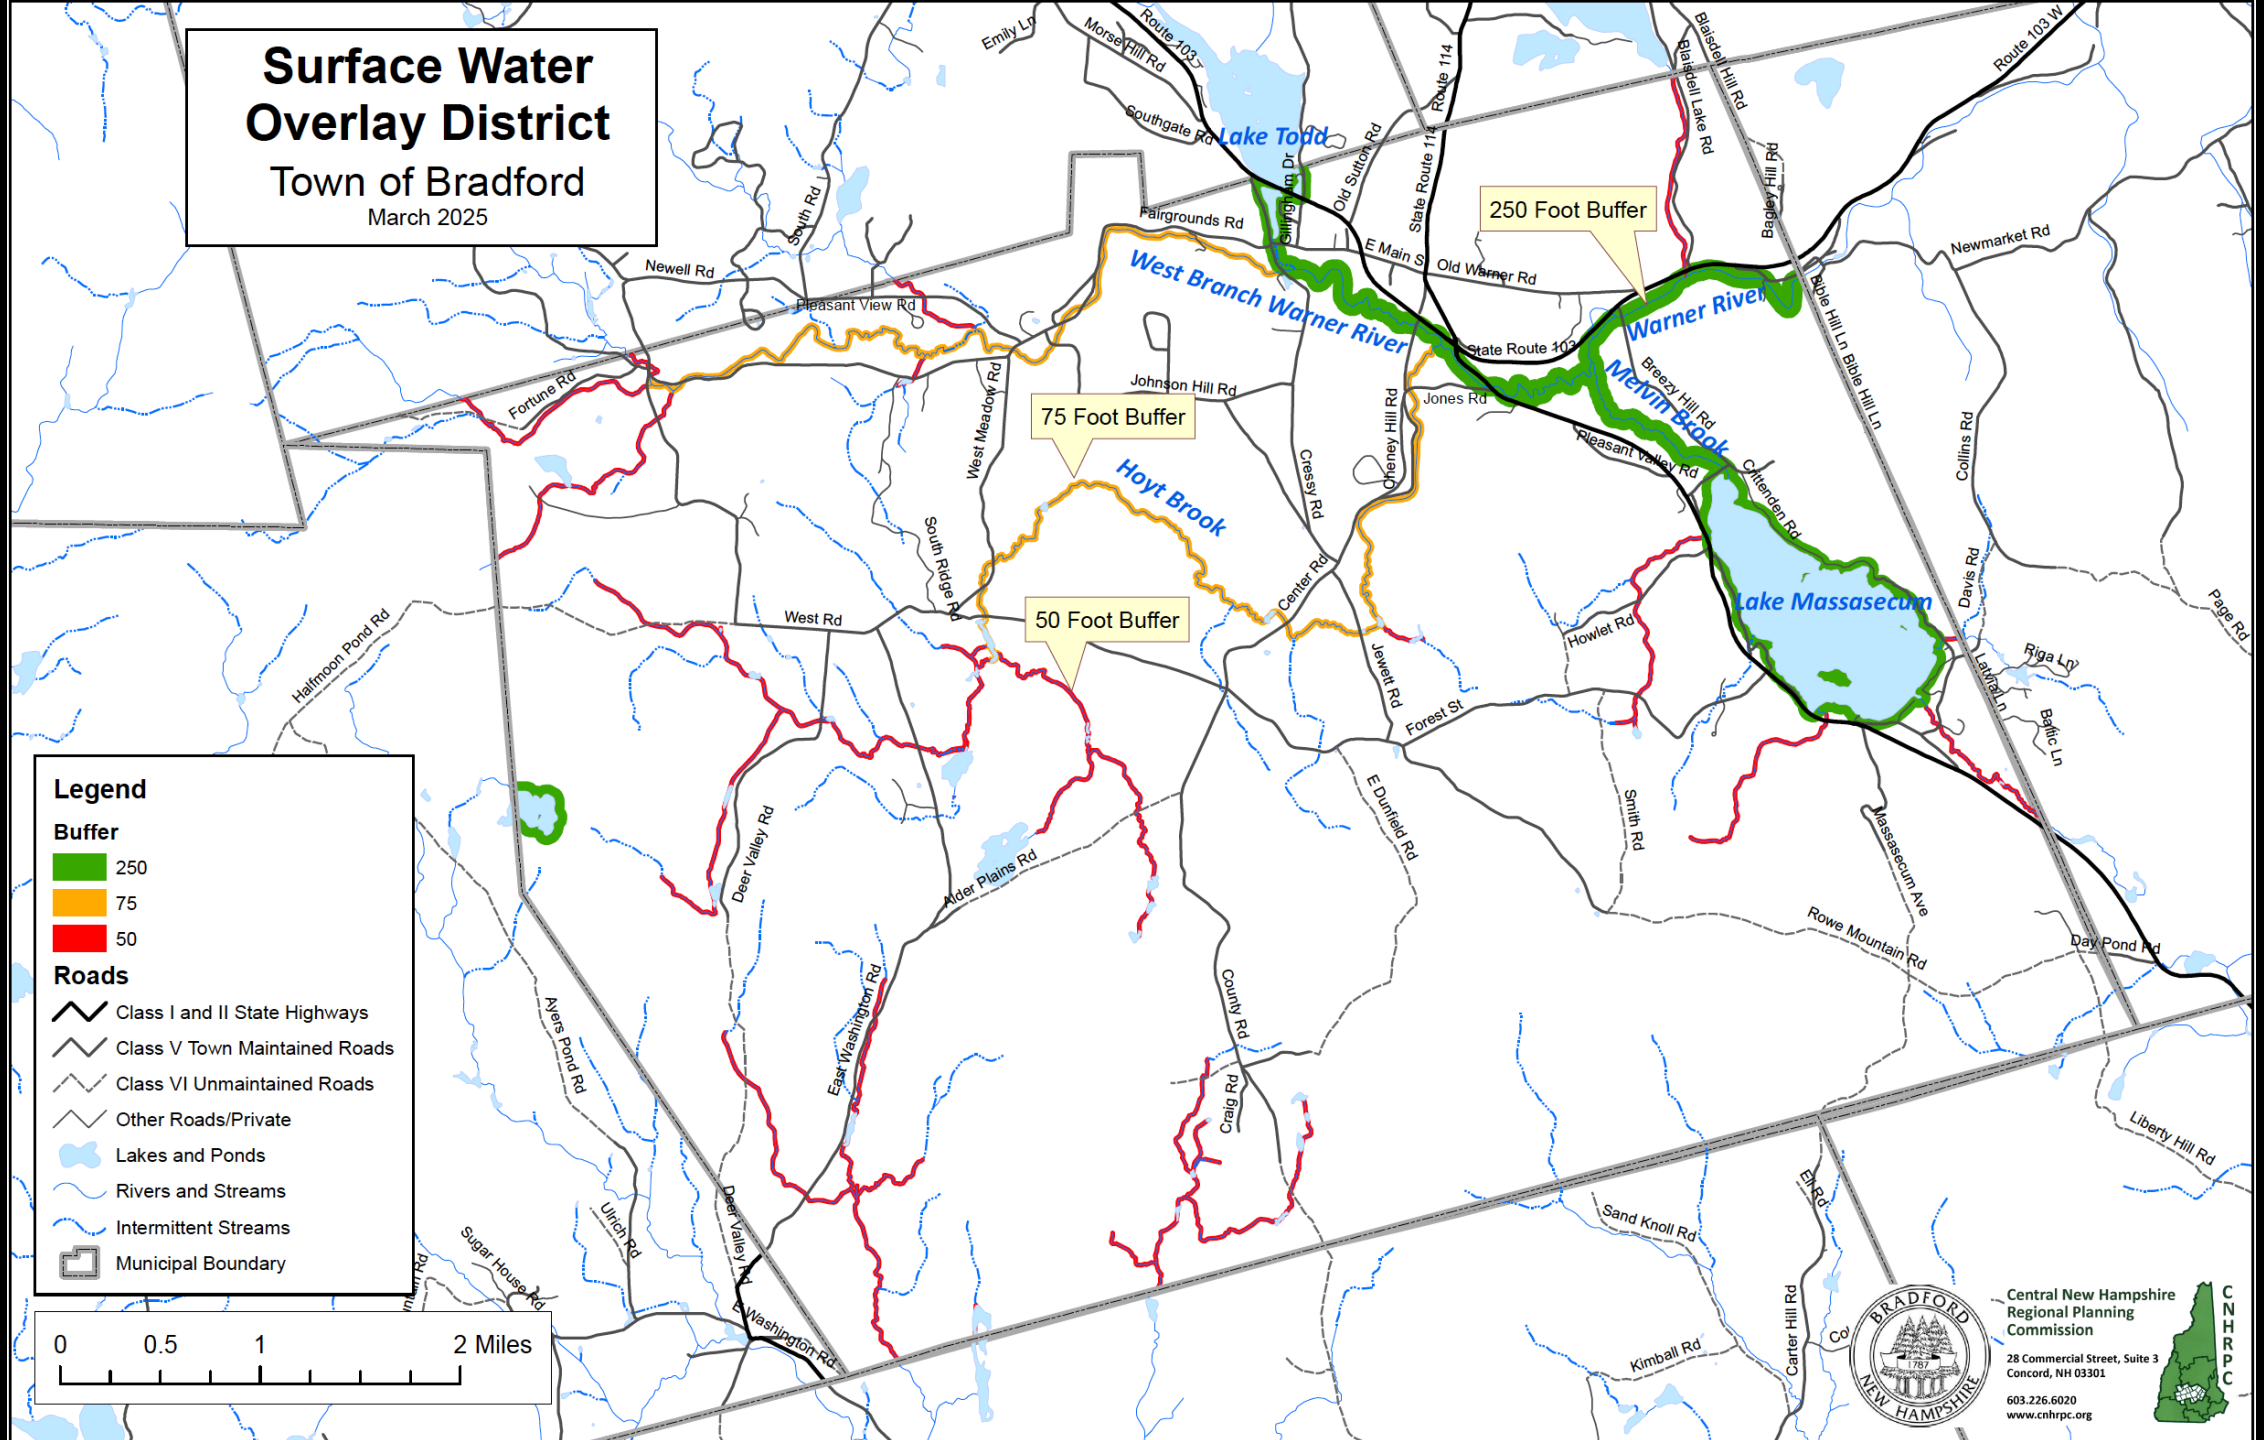 Surface Water
Overlay District
Town of Bradford
March 2025
Emily Ln
Morse Hill Rd
Route 103
Southgate Rd
Lake Todd
Gillingham Dr
Old Sutton Rd
Route 114
State Route 114
Blaisdell Lake Rd
Blaisdell Hill Rd
Bagley Hill Rd
Route 103 W
Newmarket Rd
250 Foot Buffer
South Rd
Newell Rd
Pleasant View Rd
Fairgrounds Rd
E Main S
Old Warner Rd
West Branch Warner River
Warner River
State Route 103
Bible Hill Ln
Bible Hill Ln
Fortune Rd
Johnson Hill Rd
West Meadow Rd
Jones Rd
Cheney Hill Rd
Breezy Hill Rd
Melvin Brook
Pleasant Valley Rd
Crittenden Rd
Collins Rd
75 Foot Buffer
Hoyt Brook
Cressy Rd
South Ridge Rd
Center Rd
Davis Rd
Lake Massasecum
Page Rd
Halfmoon Pond Rd
West Rd
50 Foot Buffer
Howlet Rd
Jewett Rd
Forest St
Riga Ln
Latvia Ln
Baltic Ln
Deer Valley Rd
E Dunfield Rd
Smith Rd
Massasecum Ave
Alder Plains Rd
Rowe Mountain Rd
Day Pond Rd
East Washington Rd
County Rd
Craig Rd
Ayers Pond Rd
Liberty Hill Rd
Deer Valley Rd
Ulrich Rd
Sugar House Rd
E Washington Rd
Ell Rd
Sand Knoll Rd
Kimball Rd
Carter Hill Rd
Legend
Buffer
250
75
50
Roads
Class I and II State Highways
Class V Town Maintained Roads
Class VI Unmaintained Roads
Other Roads/Private
Lakes and Ponds
Rivers and Streams
Intermittent Streams
Municipal Boundary
0 0.5 1 2 Miles
BRADFORD
1787
NEW HAMPSHIRE
Central New Hampshire
Regional Planning
Commission
28 Commercial Street, Suite 3
Concord, NH 03301
603.226.6020
www.cnhrpc.org
CNHRPC